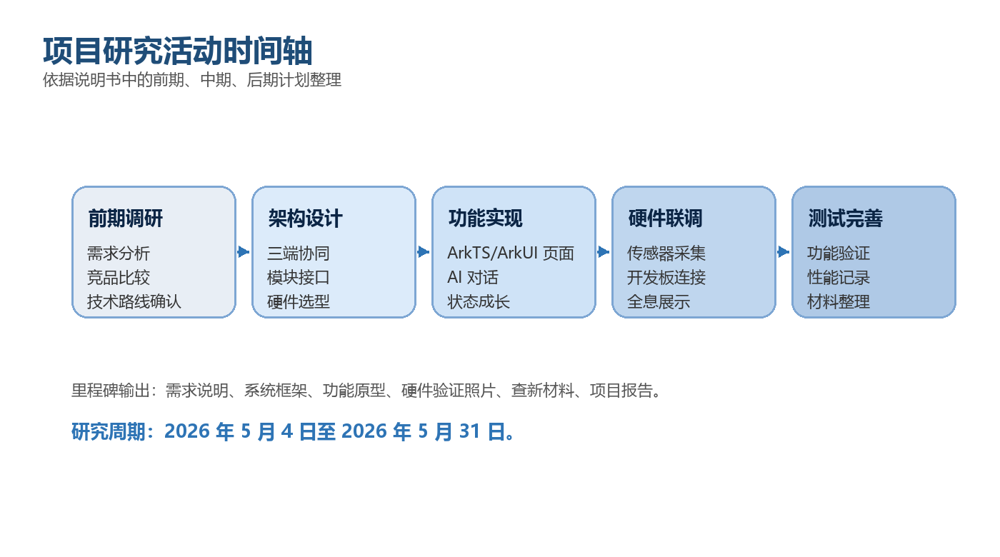 项目研究活动时间轴
依据说明书中的前期、中期、后期计划整理
前期调研
需求分析
竞品比较
技术路线确认
架构设计
三端协同
模块接口
硬件选型
功能实现
ArkTS/ArkUI 页面
AI 对话
状态成长
硬件联调
传感器采集
开发板连接
全息展示
测试完善
功能验证
性能记录
材料整理
里程碑输出：需求说明、系统框架、功能原型、硬件验证照片、查新材料、项目报告。
研究周期：2026 年 5 月 4 日至 2026 年 5 月 31 日。